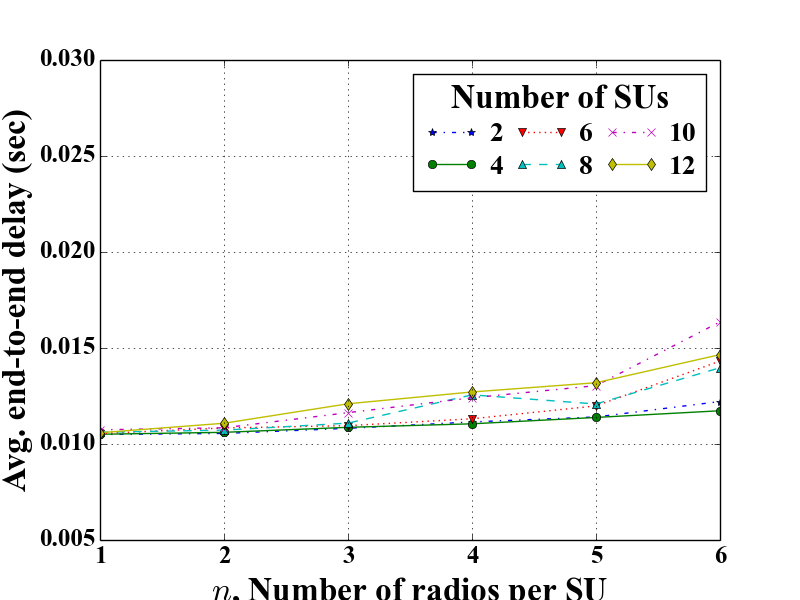 0.030
0.025
0.020
0.015
0.010
0.005
Avg. end-to-end delay (sec)
Number of SUs
2 6 10
4 8 12
1 2 3 4 5 6
n, Number of radios per SU